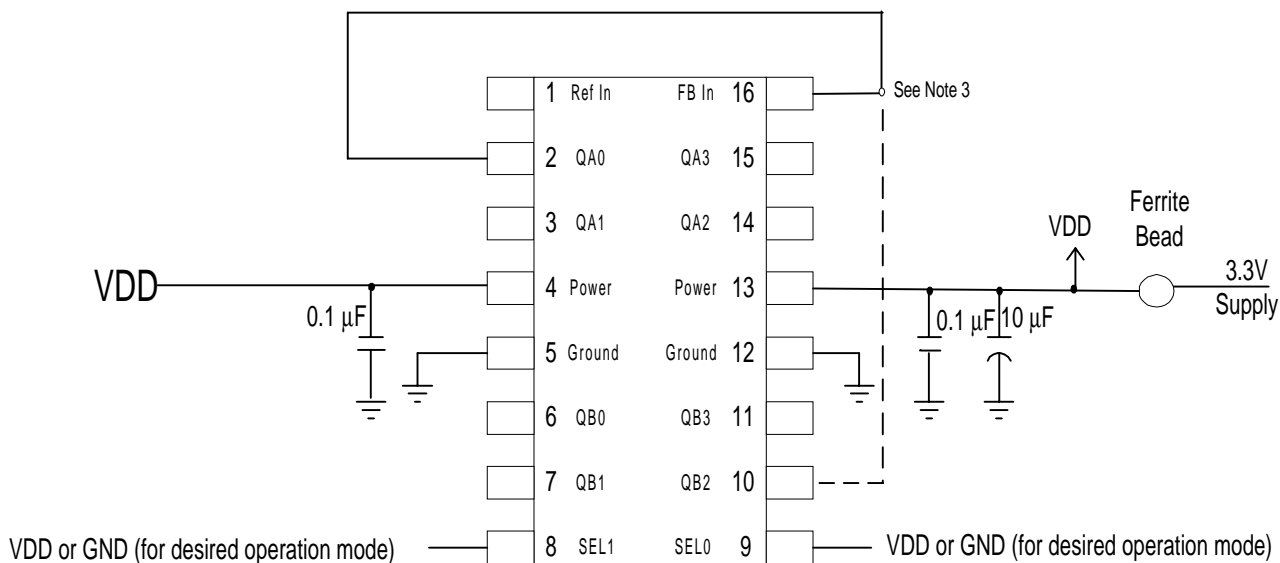 1 Ref In FB In 16 See Note 3
2 QA0 QA3 15
3 QA1 QA2 14
Ferrite
Bead
VDD
VDD 4 Power Power 13 3.3V
Supply
0.1 μF 0.1 μF 10 μF
5 Ground Ground 12
6 QB0 QB3 11
7 QB1 QB2 10
VDD or GND (for desired operation mode) 8 SEL1 SEL0 9 VDD or GND (for desired operation mode)